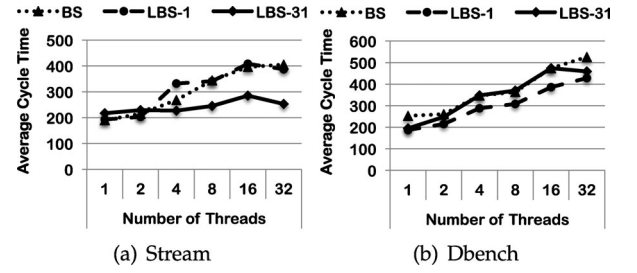 BS LBS-1 LBS-31
Average Cycle Time
500
400
300
200
100
0
1 2 4 8 16 32
Number of Threads
(a) Stream
BS LBS-1 LBS-31
Average Cycle Time
600
500
400
300
200
100
0
1 2 4 8 16 32
Number of Threads
(b) Dbench